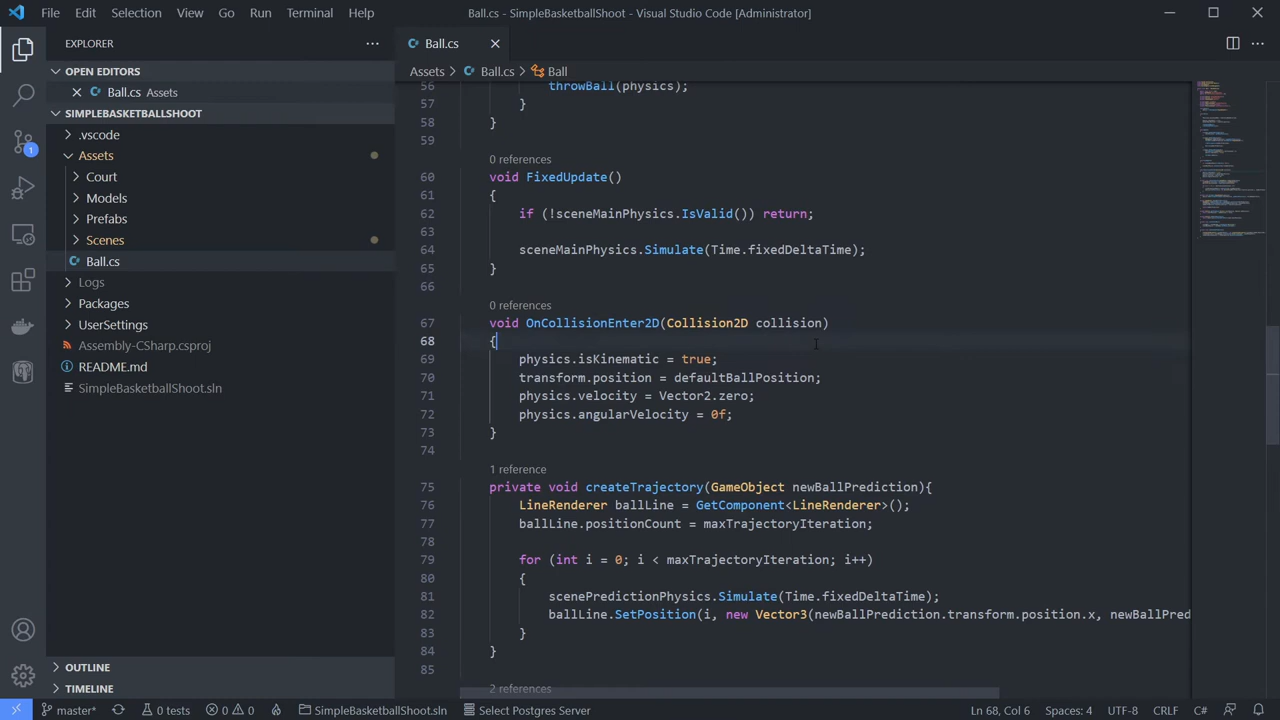 File Edit Selection View Go Run Terminal Help
Ball.cs - SimpleBasketballShoot - Visual Studio Code [Administrator]
EXPLORER
OPEN EDITORS
Ball.cs Assets
SIMPLEBASKETBALLSHOOT
.vscode
Assets
Court
Models
Prefabs
Scenes
Ball.cs
Logs
Packages
UserSettings
Assembly-CSharp.csproj
README.md
SimpleBasketballShoot.sln
OUTLINE
TIMELINE
Ball.cs
Assets > Ball.cs > Ball
56 throwBall(physics);
57 }
58 }
59
0 references
60 void FixedUpdate()
61 {
62 if (!sceneMainPhysics.IsValid()) return;
63
64 sceneMainPhysics.Simulate(Time.fixedDeltaTime);
65 }
66
0 references
67 void OnCollisionEnter2D(Collision2D collision)
68 {
69 physics.isKinematic = true;
70 transform.position = defaultBallPosition;
71 physics.velocity = Vector2.zero;
72 physics.angularVelocity = 0f;
73 }
74
1 reference
75 private void createTrajectory(GameObject newBallPrediction){
76 LineRenderer ballLine = GetComponent<LineRenderer>();
77 ballLine.positionCount = maxTrajectoryIteration;
78
79 for (int i = 0; i < maxTrajectoryIteration; i++)
80 {
81 scenePredictionPhysics.Simulate(Time.fixedDeltaTime);
82 ballLine.SetPosition(i, new Vector3(newBallPrediction.transform.position.x, newBallPred
83 }
84 }
85
2 references
1
master* 0 tests 0 0 SimpleBasketballShoot.sln Select Postgres Server Ln 68, Col 6 Spaces: 4 UTF-8 CRLF C#